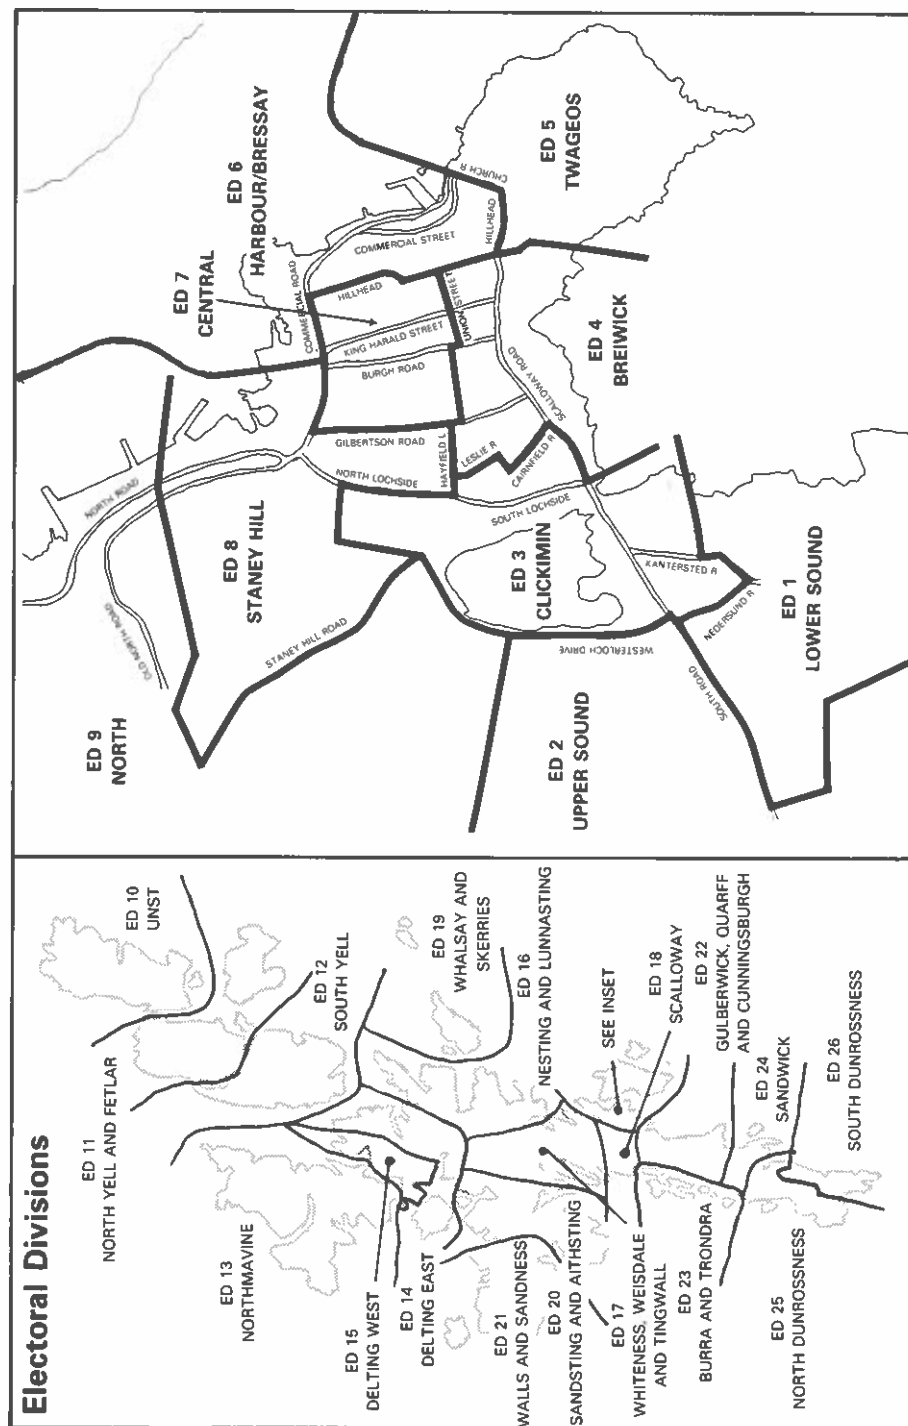 Electoral Divisions
ED 10
UNST
ED 11
NORTH YELL AND FETLAR
ED 12
SOUTH YELL
ED 13
NORTHMAVINE
ED 19
WHALSAY AND
SKERRIES
ED 15
DELTING WEST
ED 14
DELTING EAST
ED 16
NESTING AND LUNNASTING
ED 21
WALLS AND SANDNESS
SEE INSET
ED 20
SANDSTING AND AITHSTING
ED 18
SCALLOWAY
ED 17
WHITENESS, WEISDALE
AND TINGWALL
ED 22
GULBERWICK, QUARFF
AND CUNNINGSBURGH
ED 23
BURRA AND TRONDRA
ED 24
SANDWICK
ED 25
NORTH DUNROSSNESS
ED 26
SOUTH DUNROSSNESS
ED 9
NORTH
OLD NORTH ROAD
NORTH ROAD
ED 8
STANEY HILL
STANEY HILL ROAD
ED 7
CENTRAL
ED 6
HARBOUR/BRESSAY
COMMERCIAL ROAD
HILLHEAD
KING HARALD STREET
BURGH ROAD
GILBERTSON ROAD
NORTH LOCHSIDE
COMMERCIAL STREET
CHURCH R
HILLHEAD
UNION STREET
HAYFIELD L
LESLIE R
CAIRNFIELD R
SCALLOWAY ROAD
SOUTH LOCHSIDE
ED 5
TWAGEOS
ED 4
BREIWICK
ED 3
CLICKIMIN
WESTERLOCH DRIVE
KANTERSTED R
NEDERSUND R
SOUTH ROAD
ED 2
UPPER SOUND
ED 1
LOWER SOUND